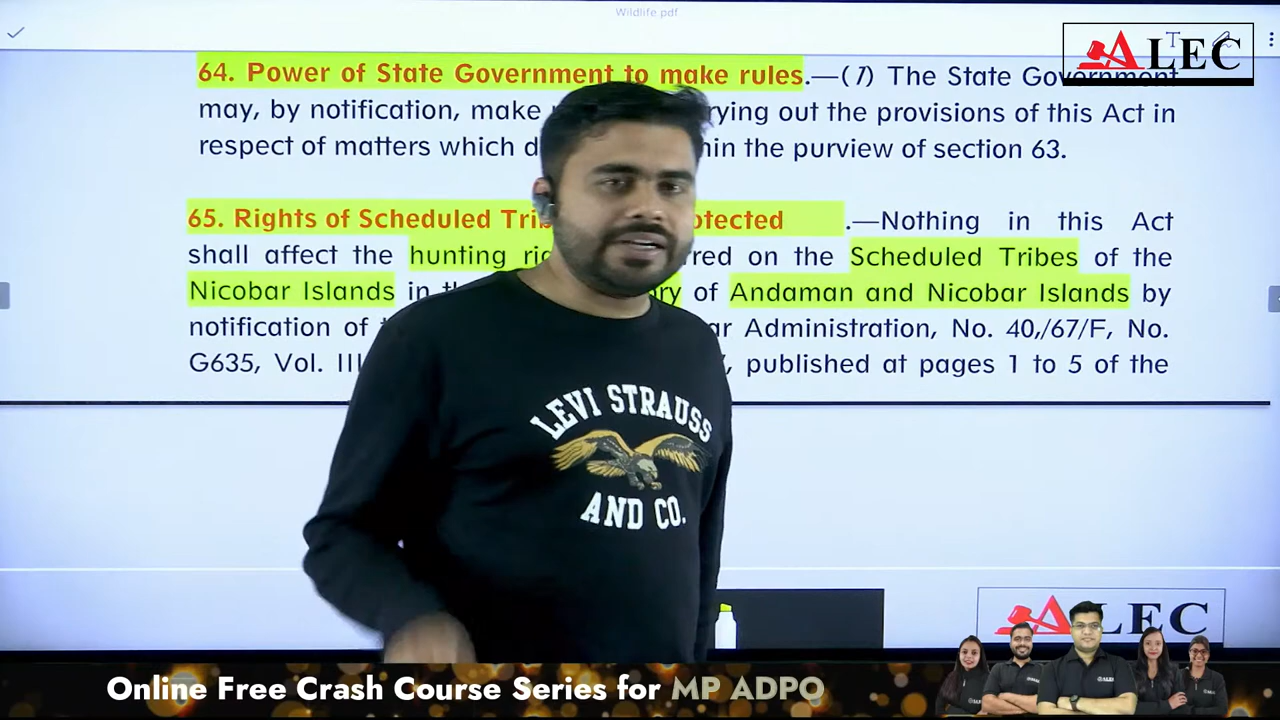 Wildlife.pdf
ALEC
64. Power of State Government to make rules.—(1) The State Government
may, by notification, make rying out the provisions of this Act in
respect of matters which d hin the purview of section 63.
65. Rights of Scheduled Tri otected .—Nothing in this Act
shall affect the hunting rig rred on the Scheduled Tribes of the
Nicobar Islands in th ry of Andaman and Nicobar Islands by
notification of ar Administration, No. 40,/67/F, No.
G635, Vol. III published at pages 1 to 5 of the
LEVI STRAUSS
AND CO.
ALEC
Online Free Crash Course Series for MP ADPO